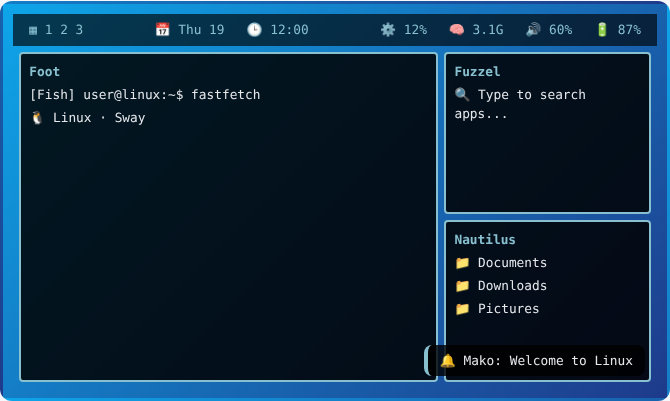 1 2 3 Thu 19 12:00 12% 3.1G 60% 87%
Foot
[Fish] user@linux:~$ fastfetch
Linux · Sway
Fuzzel
Type to search
apps...
Nautilus
Documents
Downloads
Pictures
Mako: Welcome to Linux